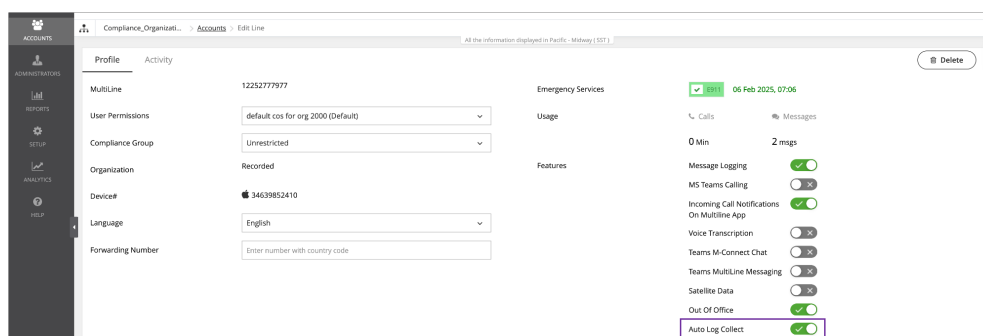 ACCOUNTS
ADMINISTRATORS
REPORTS
SETUP
ANALYTICS
HELP
Compliance_Organizati... > Accounts > Edit Line
All the information displayed in Pacific - Midway ( SST )
Profile Activity
Delete
MultiLine 12252777977
User Permissions default cos for org 2000 (Default)
Compliance Group Unrestricted
Organization Recorded
Device# 34639852410
Language English
Forwarding Number Enter number with country code
Emergency Services E911 06 Feb 2025, 07:06
Usage Calls Messages
0 Min 2 msgs
Features Message Logging
MS Teams Calling
Incoming Call Notifications
On Multiline App
Voice Transcription
Teams M-Connect Chat
Teams MultiLine Messaging
Satellite Data
Out Of Office
Auto Log Collect